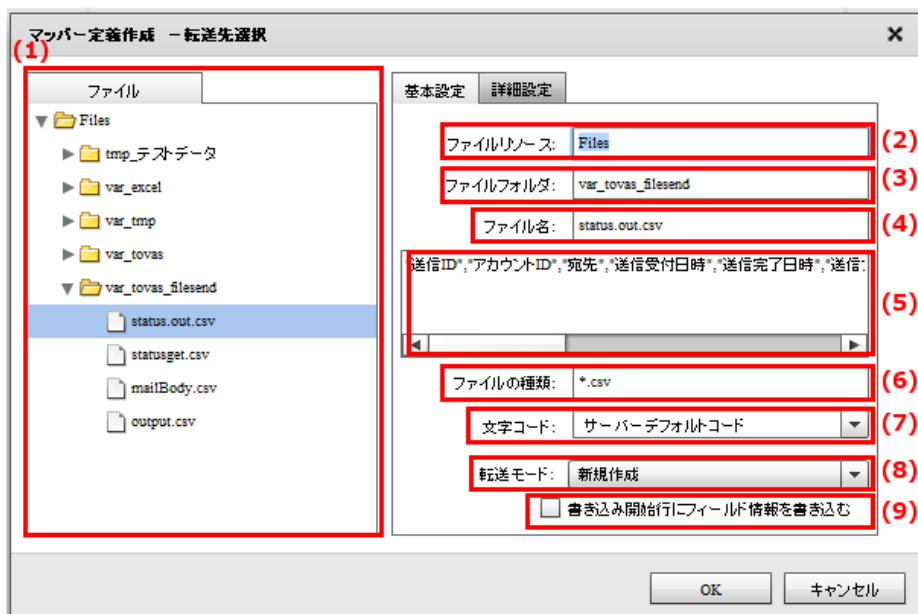 マッパー定義作成 －転送先選択
(1)
ファイル
Files
tmp_テストデータ
var_excel
var_tmp
var_tovas
var_tovas_filesend
status.out.csv
statusget.csv
mailBody.csv
output.csv
基本設定 詳細設定
ファイルリソース: Files (2)
ファイルフォルダ: var_tovas_filesend (3)
ファイル名: status.out.csv (4)
"送信ID","アカウントID","宛先","送信受付日時","送信完了日時","送信
(5)
ファイルの種類: *.csv (6)
文字コード: サーバーデフォルトコード (7)
転送モード: 新規作成 (8)
書き込み開始行にフィールド情報を書き込む (9)
OK キャンセル